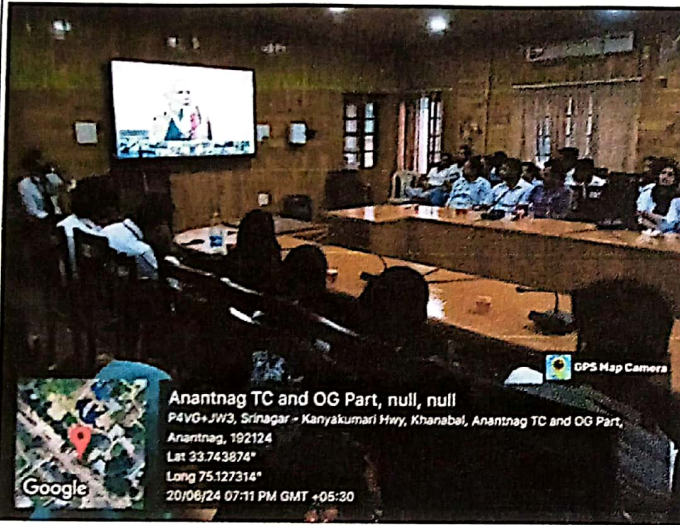 GPS Map Camera
Anantnag TC and OG Part, null, null
P4VG+JW3, Srinagar - Kanyakumari Hwy, Khanabal, Anantnag TC and OG Part,
Anantnag, 192124
Lat 33.743874°
Long 75.127314°
20/06/24 07:11 PM GMT +05:30
Google